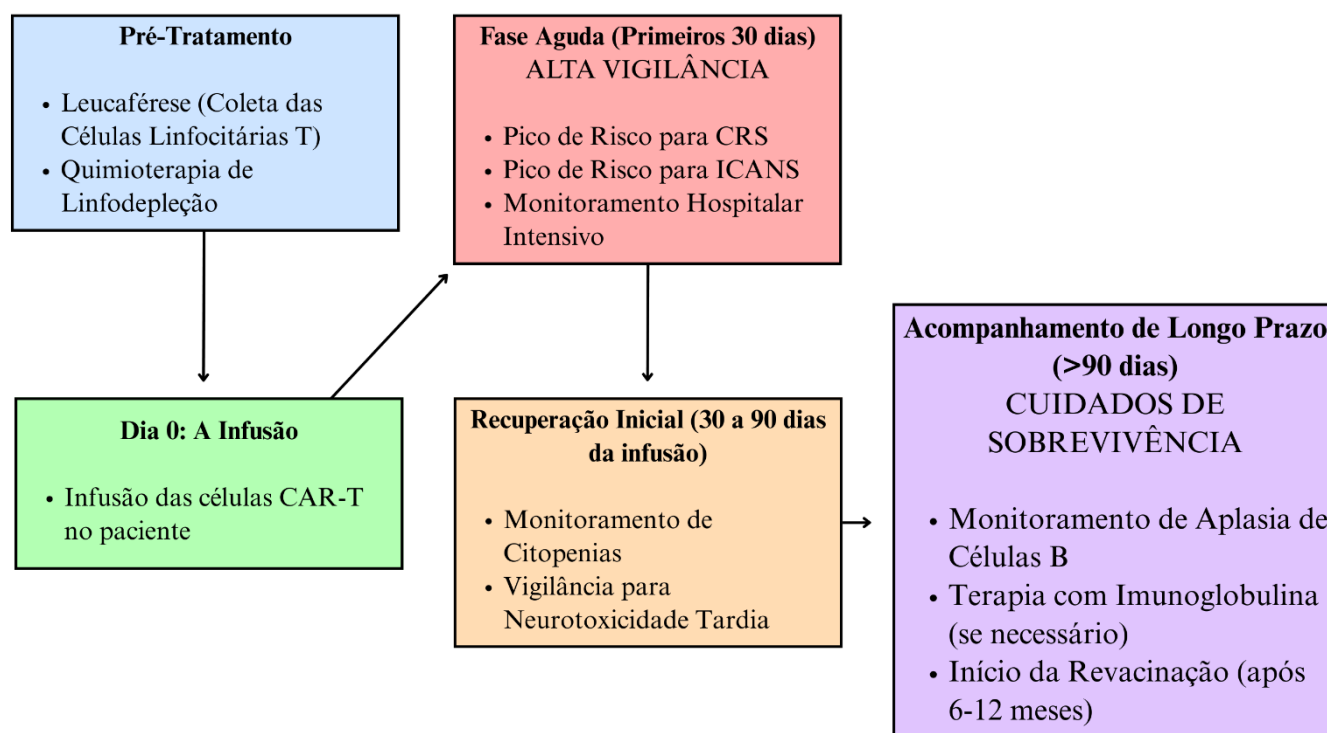 Pré-Tratamento
• Leucaférese (Coleta das
Células Linfocitárias T)
• Quimioterapia de
Linfodepleção
Dia 0: A Infusão
• Infusão das células CAR-T
no paciente
Fase Aguda (Primeiros 30 dias)
ALTA VIGILÂNCIA
• Pico de Risco para CRS
• Pico de Risco para ICANS
• Monitoramento Hospitalar
Intensivo
Recuperação Inicial (30 a 90 dias
da infusão)
• Monitoramento de
Citopenias
• Vigilância para
Neurotoxicidade Tardia
Acompanhamento de Longo Prazo
(>90 dias)
CUIDADOS DE
SOBREVIVÊNCIA
• Monitoramento de Aplasia de
Células B
• Terapia com Imunoglobulina
(se necessário)
• Início da Revacinação (após
6-12 meses)